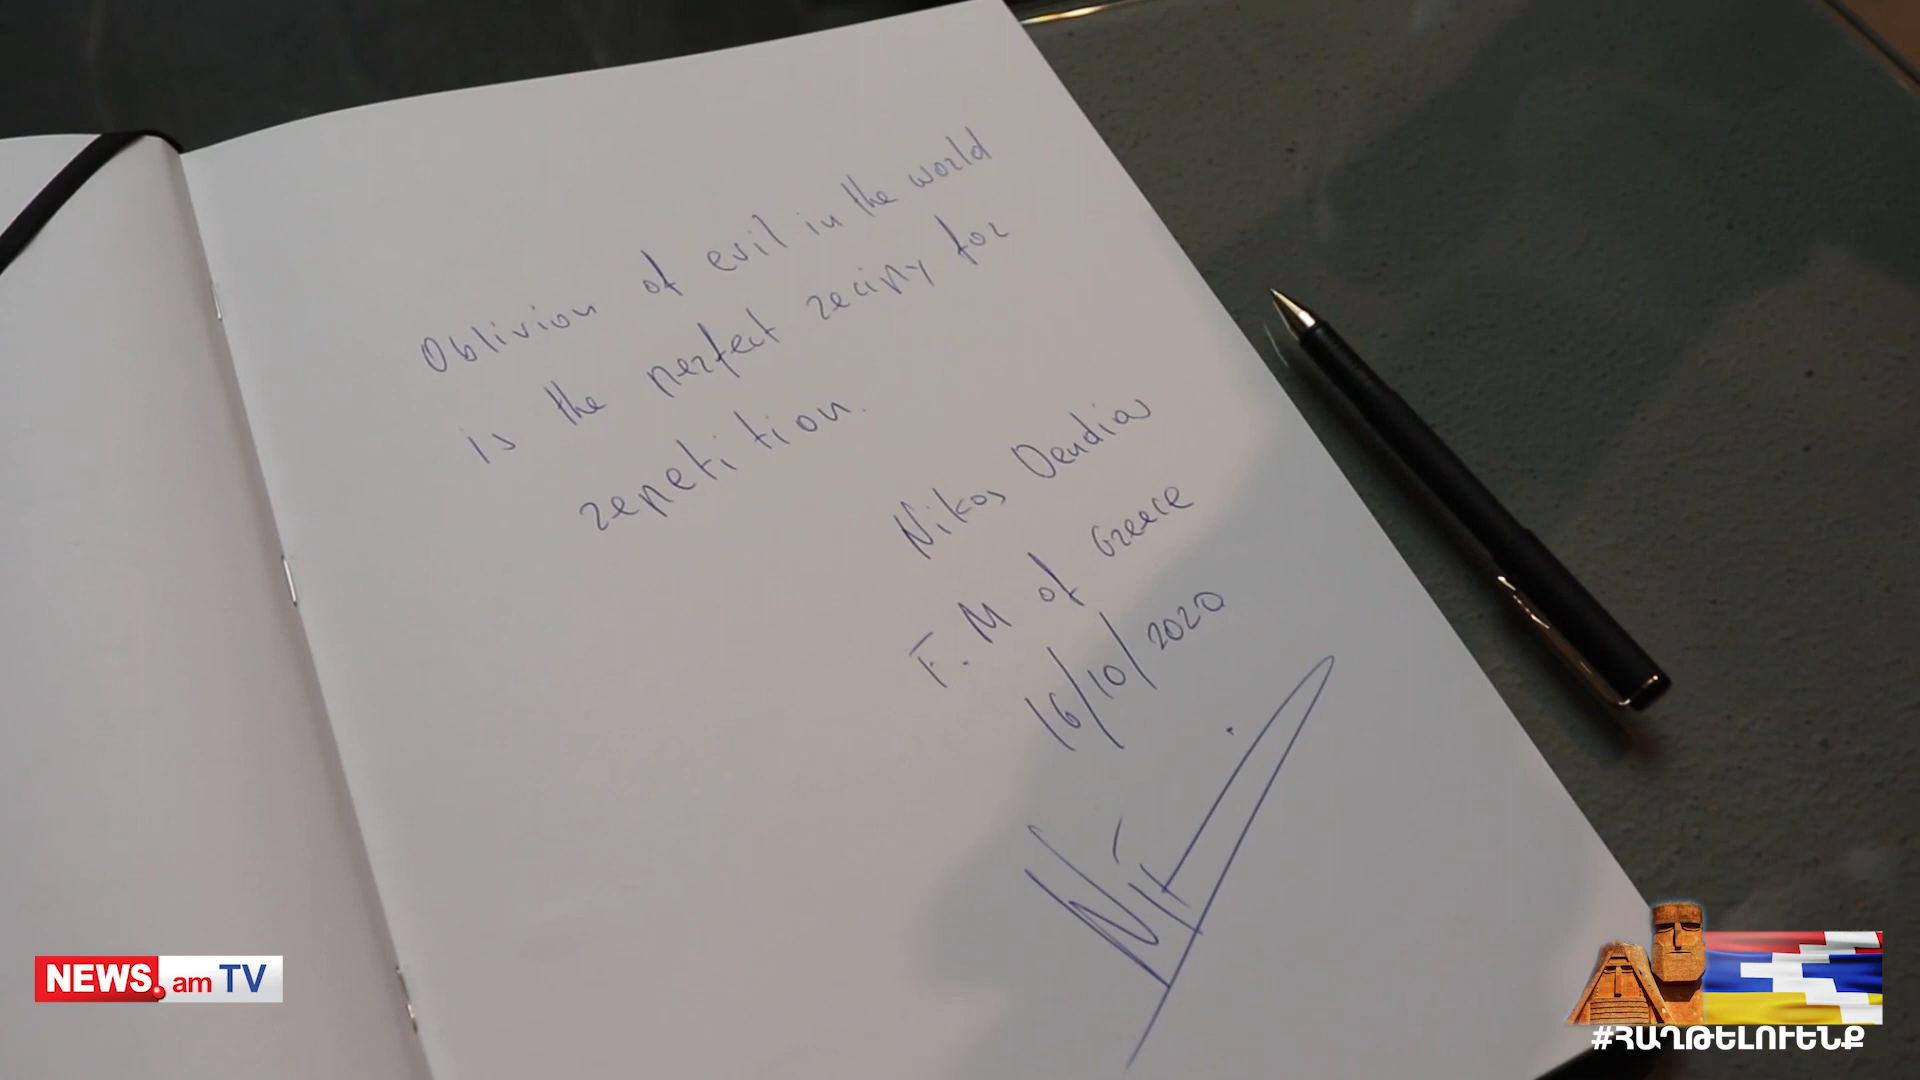 Oblivion of evil in the world
is the perfect recipy for
repetition.
Nikos Dendias
F. M of Greece
16/10/2020
NEWS.am TV
#ՀԱՂԹԵԼՈՒԵՆՔ